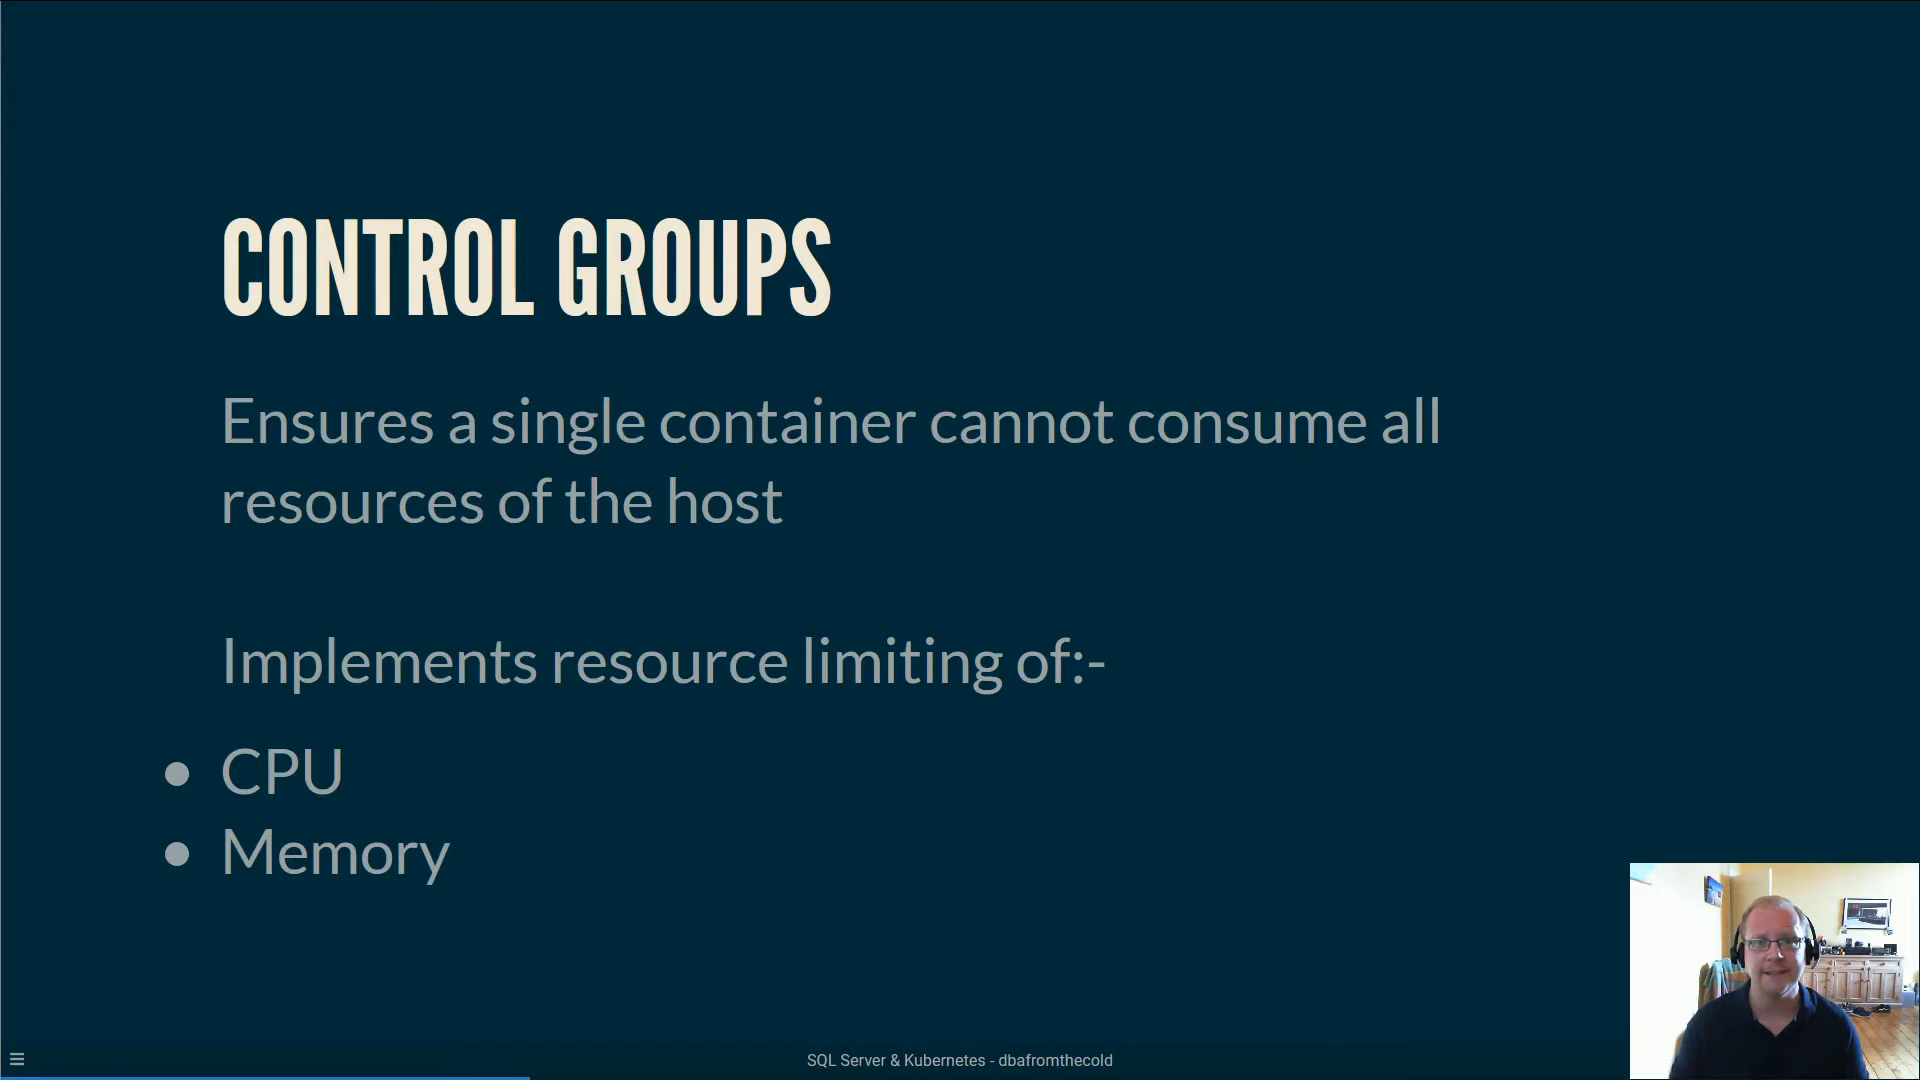 CONTROL GROUPS
Ensures a single container cannot consume all
resources of the host
Implements resource limiting of:-
CPU
Memory
SQL Server & Kubernetes - dbafromthecold